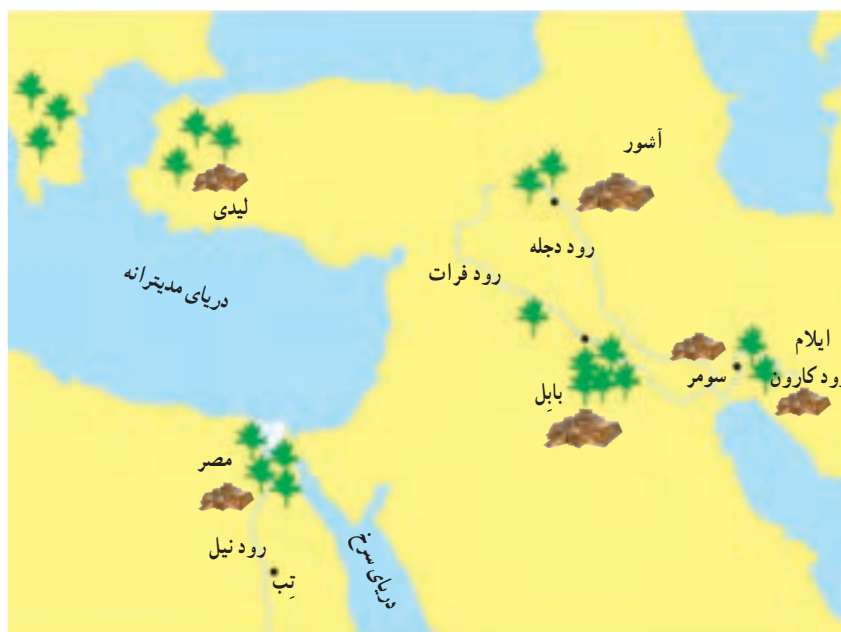 آشور
لیدی
رود دجله
رود فرات
دریای مدیترانه
ایلام
رود کارون
سومر
بابِل
مصر
رود نیل
تِب
دریای سرخ